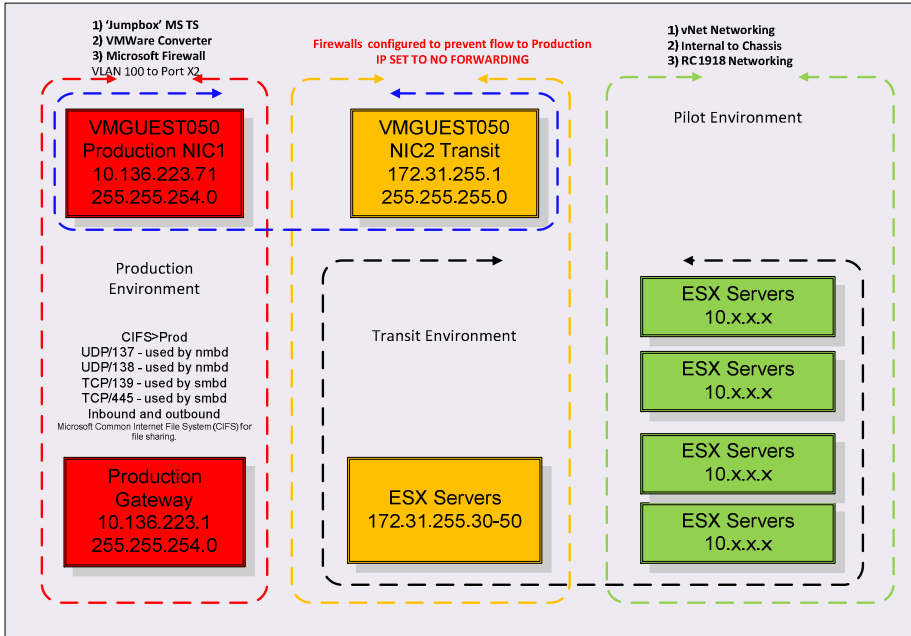 1) 'Jumpbox' MS TS
2) VMWare Converter
3) Microsoft Firewall
VLAN 100 to Port X2
Firewalls configured to prevent flow to Production
IP SET TO NO FORWARDING
1) vNet Networking
2) Internal to Chassis
3) RC1918 Networking
VMGUEST050
Production NIC1
10.136.223.71
255.255.254.0
VMGUEST050
NIC2 Transit
172.31.255.1
255.255.255.0
Pilot Environment
Production
Environment
CIFS>Prod
UDP/137 - used by nmbd
UDP/138 - used by nmbd
TCP/139 - used by smbd
TCP/445 - used by smbd
Inbound and outbound
Microsoft Common Internet File System (CIFS) for
file sharing.
Transit Environment
ESX Servers
10.x.x.x
ESX Servers
10.x.x.x
ESX Servers
10.x.x.x
ESX Servers
10.x.x.x
Production
Gateway
10.136.223.1
255.255.254.0
ESX Servers
172.31.255.30-50